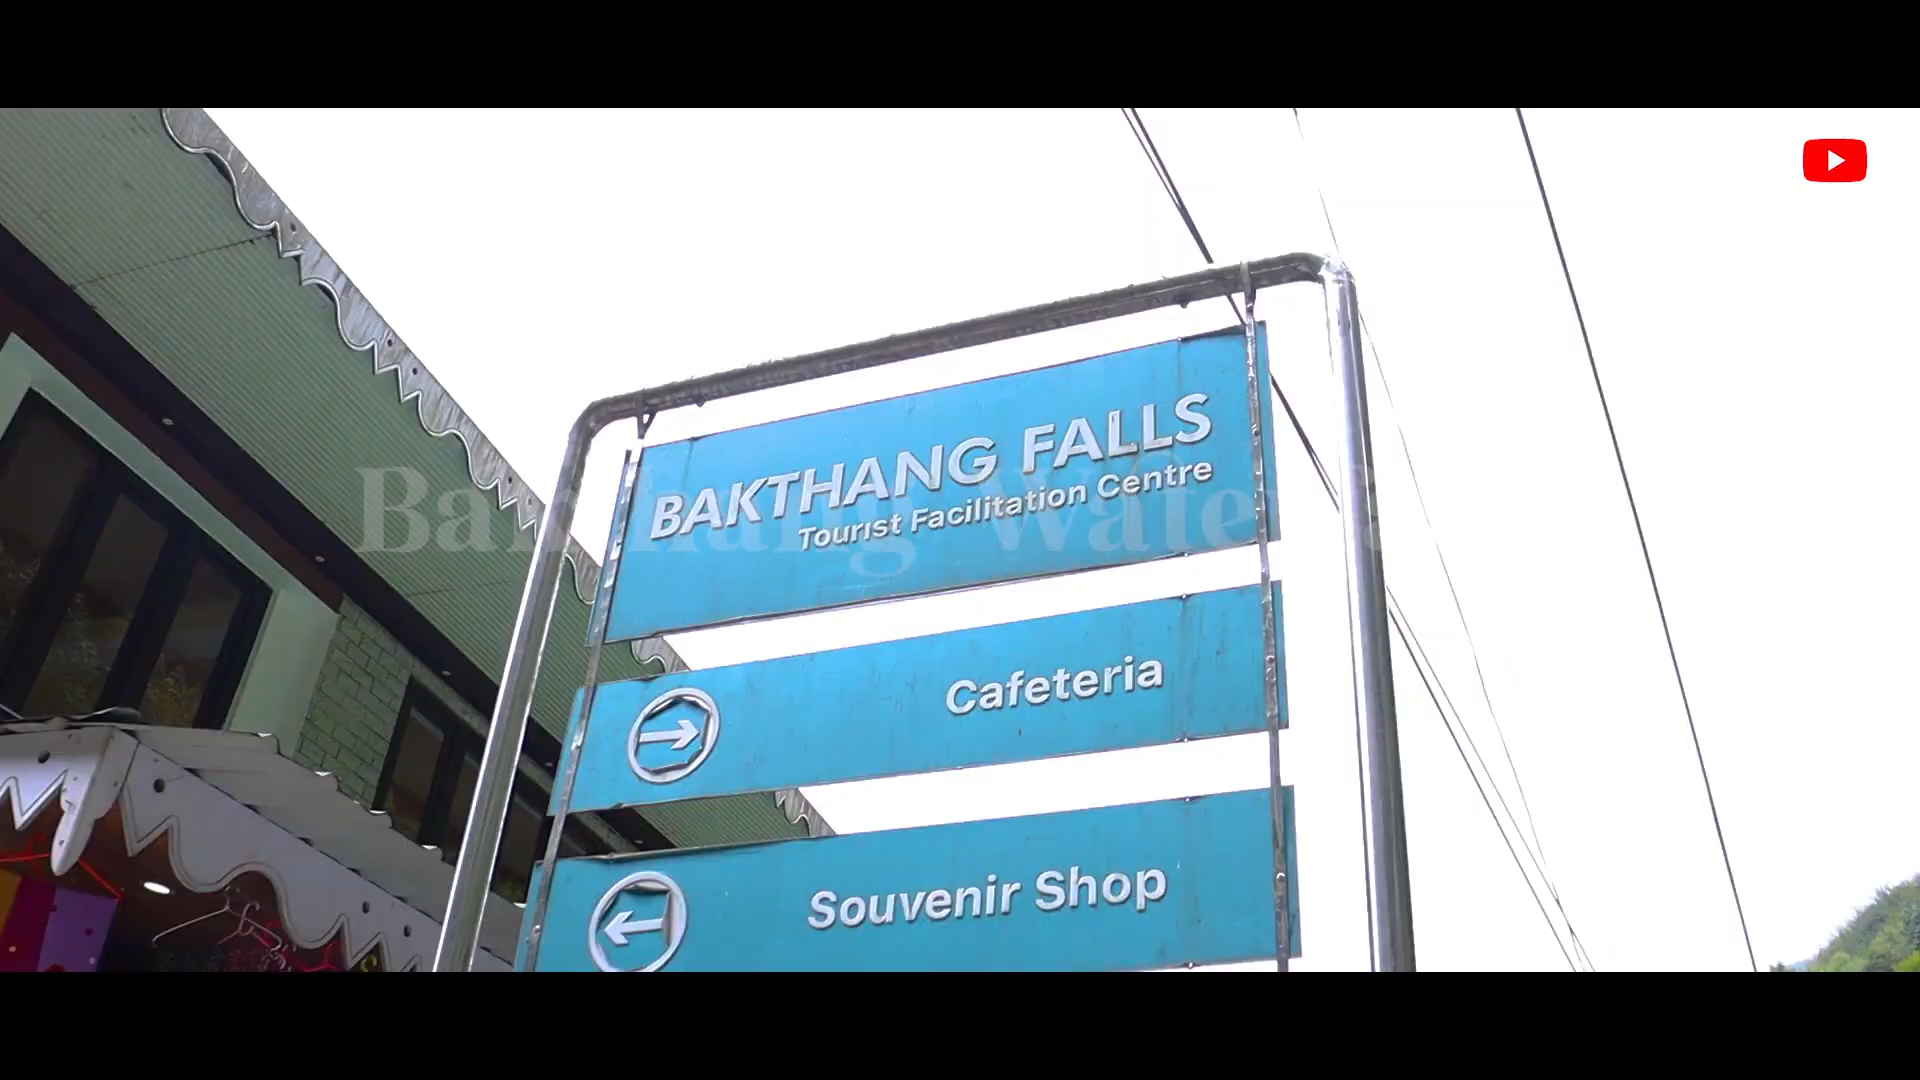 BAKTHANG FALLS
Tourist Facilitation Centre
Cafeteria
Souvenir Shop